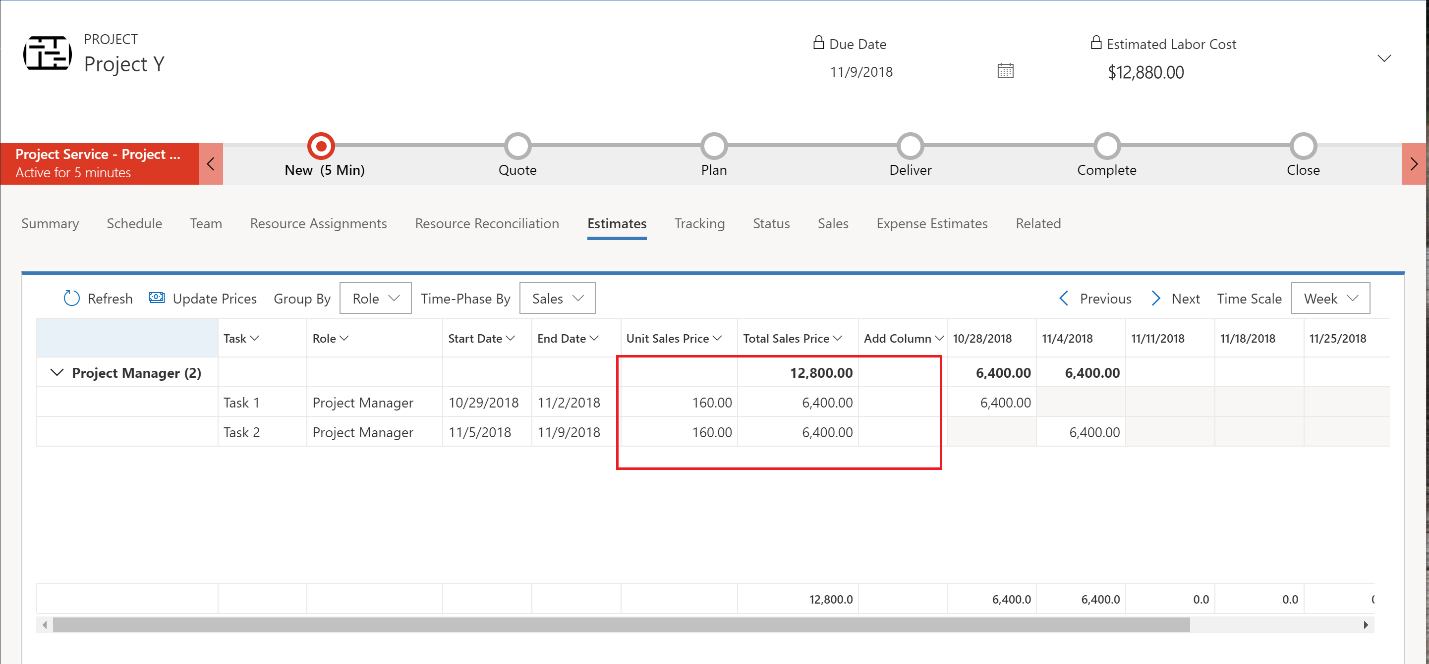 PROJECT
Project Y
Due Date
11/9/2018
Estimated Labor Cost
$12,880.00
Project Service - Project ...
Active for 5 minutes
New (5 Min)
Quote
Plan
Deliver
Complete
Close
Summary Schedule Team Resource Assignments Resource Reconciliation Estimates Tracking Status Sales Expense Estimates Related
Refresh Update Prices Group By Role Time-Phase By Sales Previous Next Time Scale Week
Task Role Start Date End Date Unit Sales Price Total Sales Price Add Column 10/28/2018 11/4/2018 11/11/2018 11/18/2018 11/25/2018
Project Manager (2) 12,800.00 6,400.00 6,400.00
Task 1 Project Manager 10/29/2018 11/2/2018 160.00 6,400.00 6,400.00
Task 2 Project Manager 11/5/2018 11/9/2018 160.00 6,400.00 6,400.00
12,800.0 6,400.0 6,400.0 0.0 0.0